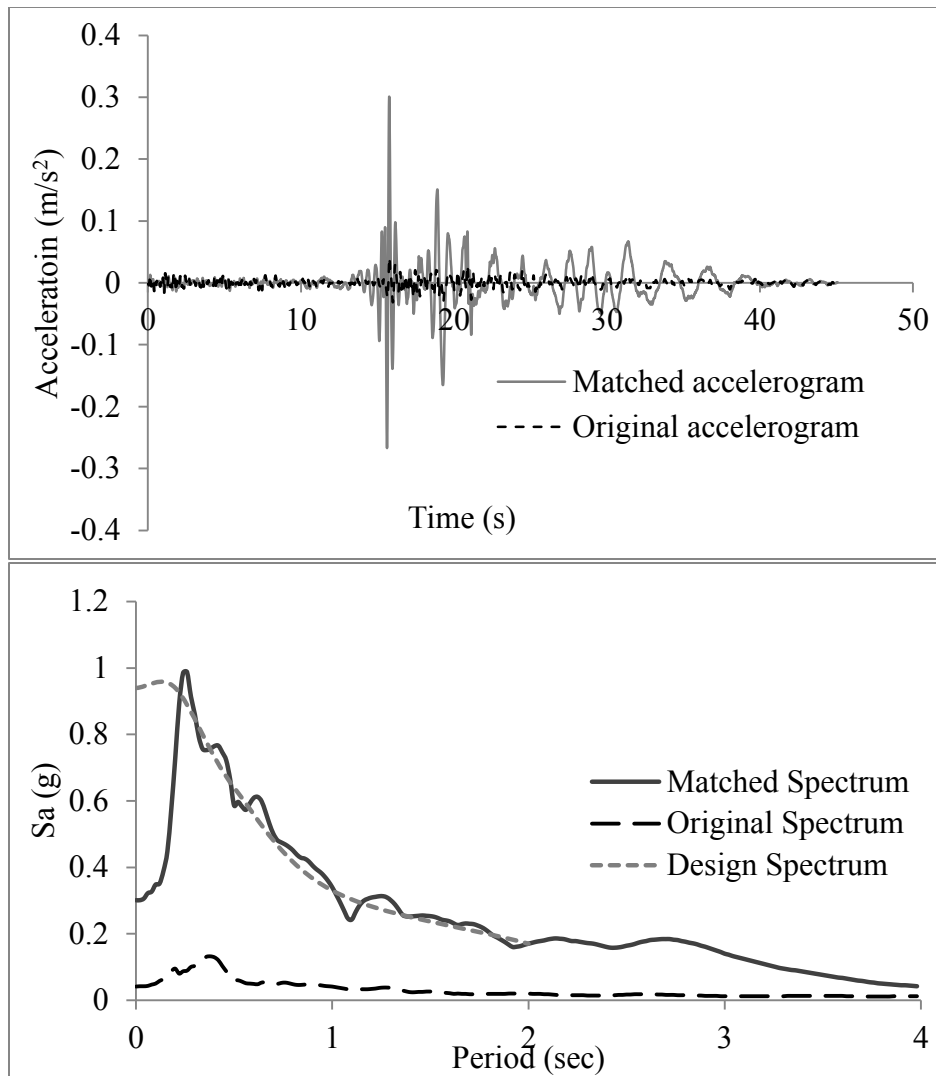 0.4
0.3
0.2
0.1
0
-0.1
-0.2
-0.3
-0.4
Acceleratoin (m/s²)
0 10 20 30 40 50
Matched accelerogram
Original accelerogram
Time (s)
1.2
1
0.8
0.6
0.4
0.2
0
Sa (g)
Matched Spectrum
Original Spectrum
Design Spectrum
0 1 2 3 4
Period (sec)